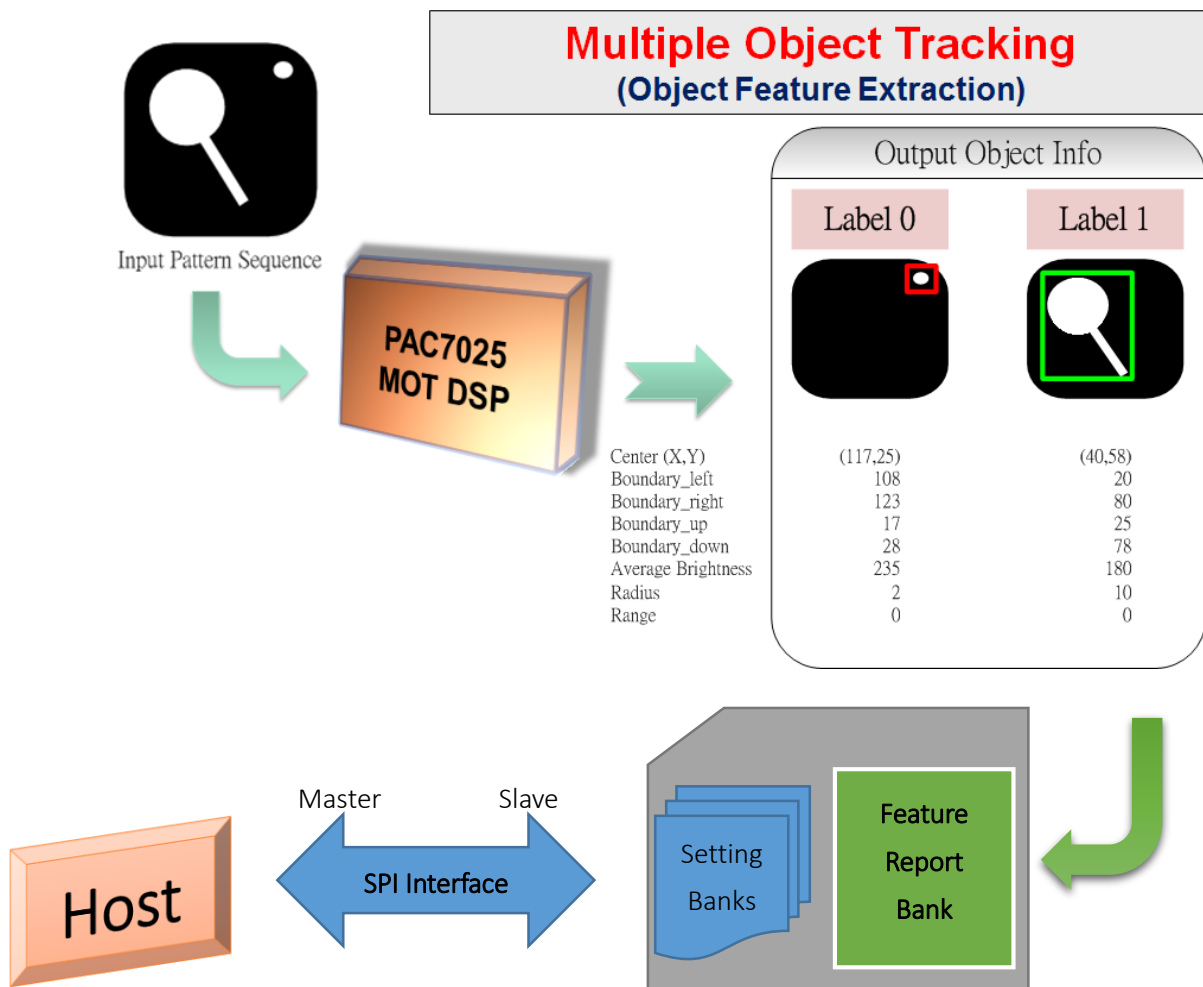 Multiple Object Tracking
(Object Feature Extraction)
Input Pattern Sequence
PAC7025
MOT DSP
Output Object Info
Label 0 Label 1
Center (X,Y) (117,25) (40,58)
Boundary_left 108 20
Boundary_right 123 80
Boundary_up 17 25
Boundary_down 28 78
Average Brightness 235 180
Radius 2 10
Range 0 0
Host
Master Slave
SPI Interface
Setting
Banks
Feature
Report
Bank